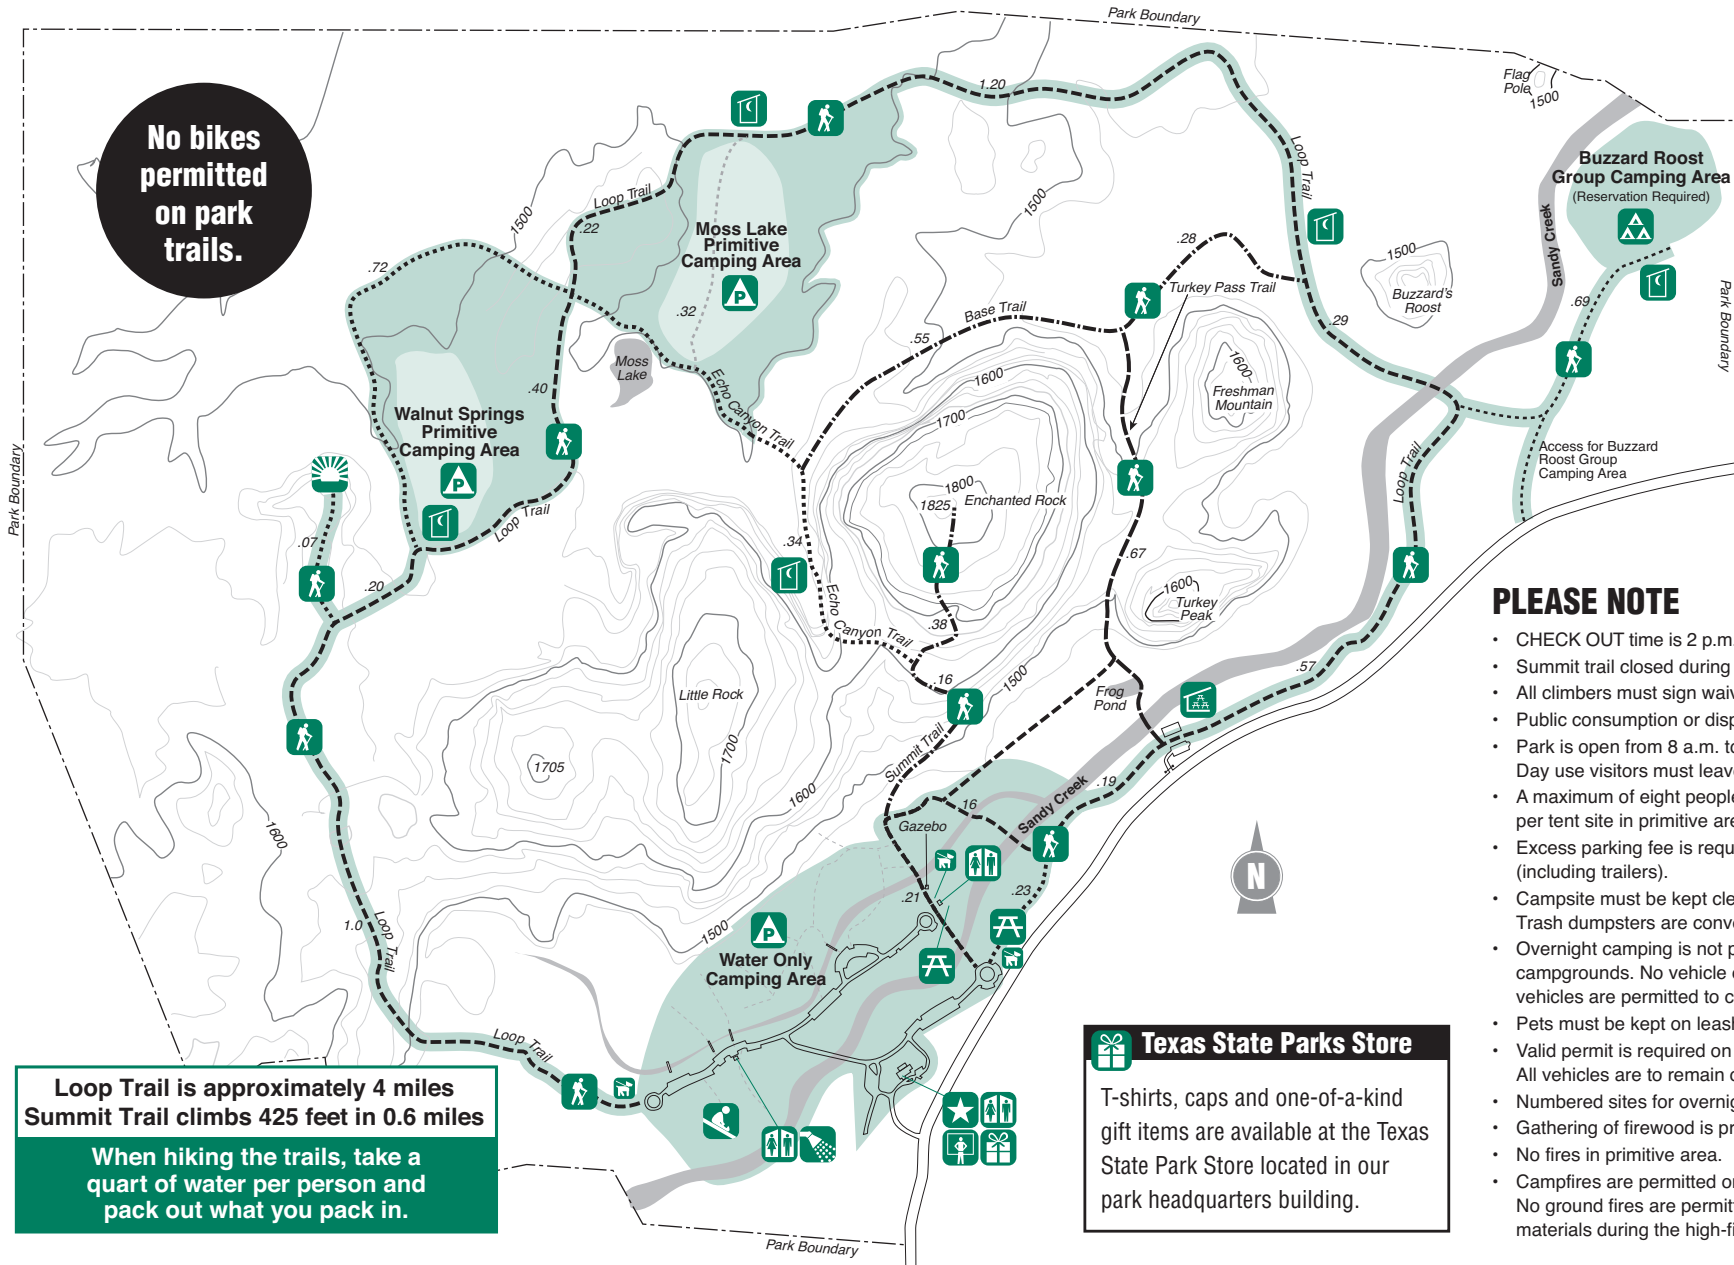 Park Boundary
No bikes
permitted
on park
trails.
1.20
Flag
Pole
1500
Loop Trail
Buzzard Roost
Group Camping Area
(Reservation Required)
Sandy Creek
Loop Trail
.22
1500
Moss Lake
Primitive
Camping Area
P
.32
1500
.28
Turkey Pass Trail
1500
Buzzard's
Roost
.69
Park Boundary
.72
Base Trail
.55
.29
Moss
Lake
.40
Echo Canyon Trail
1600
1700
1600
Freshman
Mountain
Walnut Springs
Primitive
Camping Area
P
Park Boundary
Loop Trail
Access for Buzzard
Roost Group
Camping Area
Loop Trail
1800
1825
Enchanted Rock
.07
.20
.34
.67
Echo Canyon Trail
.38
1600
Turkey
Peak
.16
1500
.57
Little Rock
1700
1705
Frog
Pond
Summit Trail
1600
1600
Sandy Creek
.19
.16
Gazebo
.23
.21
N
1.0
Loop Trail
1500
P
Water Only
Camping Area
Loop Trail
Loop Trail is approximately 4 miles
Summit Trail climbs 425 feet in 0.6 miles
When hiking the trails, take a
quart of water per person and
pack out what you pack in.
Park Boundary
Texas State Parks Store
T-shirts, caps and one-of-a-kind
gift items are available at the Texas
State Park Store located in our
park headquarters building.
PLEASE NOTE
• CHECK OUT time is 2 p.m.
• Summit trail closed during
• All climbers must sign
• Public consumption or
• Park is open from 8 a.m. to
Day use visitors must
• A maximum of eight people
per tent site in primitive
• Excess parking fee is
(including trailers).
• Campsite must be kept
Trash dumpsters are
• Overnight camping is not
campgrounds. No vehicle
vehicles are permitted to
• Pets must be kept on
• Valid permit is required on
All vehicles are to remain
• Numbered sites for
• Gathering of firewood is
• No fires in primitive area.
• Campfires are permitted
No ground fires are
materials during the